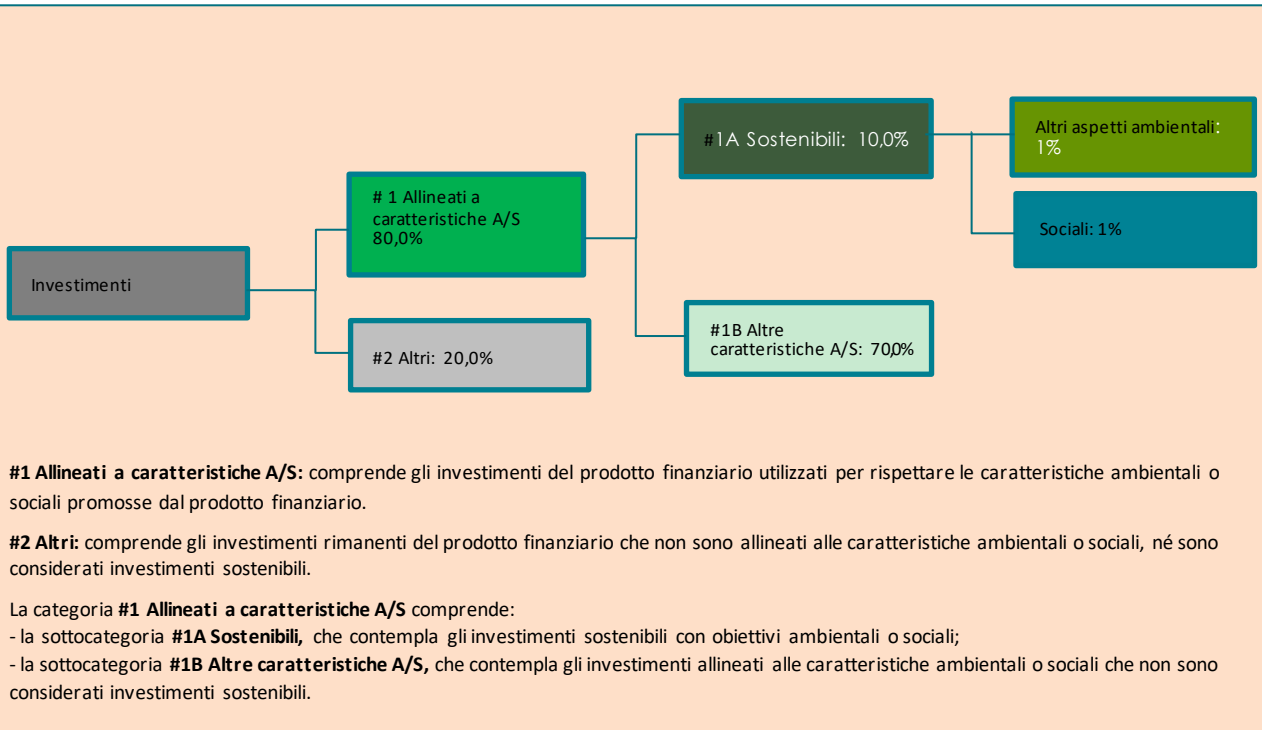 Investimenti
# 1 Allineati a
caratteristiche A/S
80,0%
#2 Altri: 20,0%
#1A Sostenibili: 10,0%
#1B Altre
caratteristiche A/S: 70,0%
Altri aspetti ambientali:
1%
Sociali: 1%
#1 Allineati a caratteristiche A/S: comprende gli investimenti del prodotto finanziario utilizzati per rispettare le caratteristiche ambientali o
sociali promosse dal prodotto finanziario.
#2 Altri: comprende gli investimenti rimanenti del prodotto finanziario che non sono allineati alle caratteristiche ambientali o sociali, né sono
considerati investimenti sostenibili.
La categoria #1 Allineati a caratteristiche A/S comprende:
- la sottocategoria #1A Sostenibili, che contempla gli investimenti sostenibili con obiettivi ambientali o sociali;
- la sottocategoria #1B Altre caratteristiche A/S, che contempla gli investimenti allineati alle caratteristiche ambientali o sociali che non sono
considerati investimenti sostenibili.